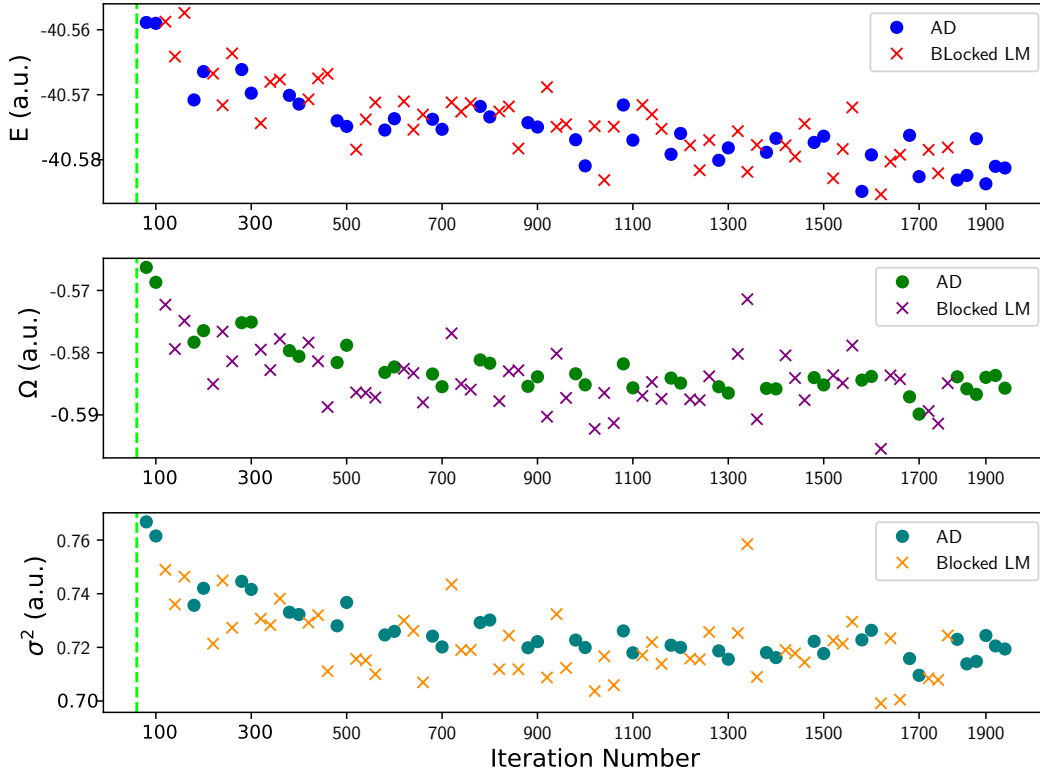 E (a.u.)
-40.56
-40.57
-40.58
AD
BLocked LM
100 300 500 700 900 1100 1300 1500 1700 1900
Ω (a.u.)
-0.57
-0.58
-0.59
AD
Blocked LM
100 300 500 700 900 1100 1300 1500 1700 1900
σ² (a.u.)
0.76
0.74
0.72
0.70
AD
Blocked LM
100 300 500 700 900 1100 1300 1500 1700 1900
Iteration Number